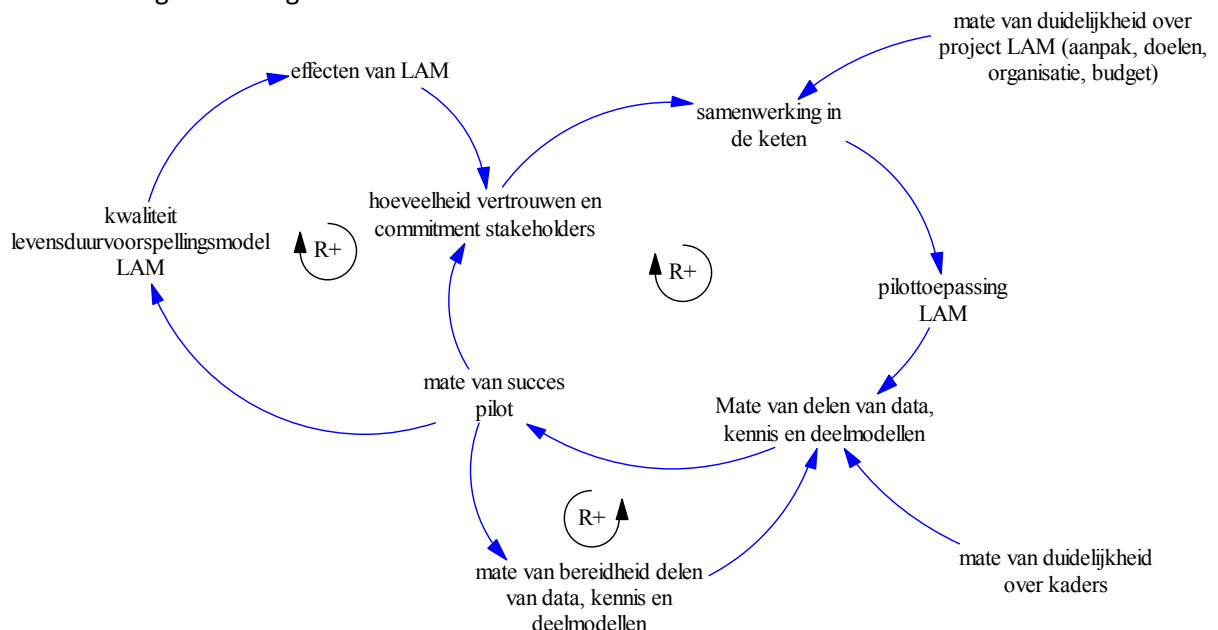 mate van duidelijkheid over
project LAM (aanpak, doelen,
organisatie, budget)
effecten van LAM
samenwerking in
de keten
hoeveelheid vertrouwen en
commitment stakeholders
kwaliteit
levensduurvoorspellingsmodel
LAM
R+
R+
pilottoepassing
LAM
mate van succes
pilot
Mate van delen van data,
kennis en deelmodellen
R+
mate van bereidheid delen
van data, kennis en
deelmodellen
mate van duidelijkheid
over kaders